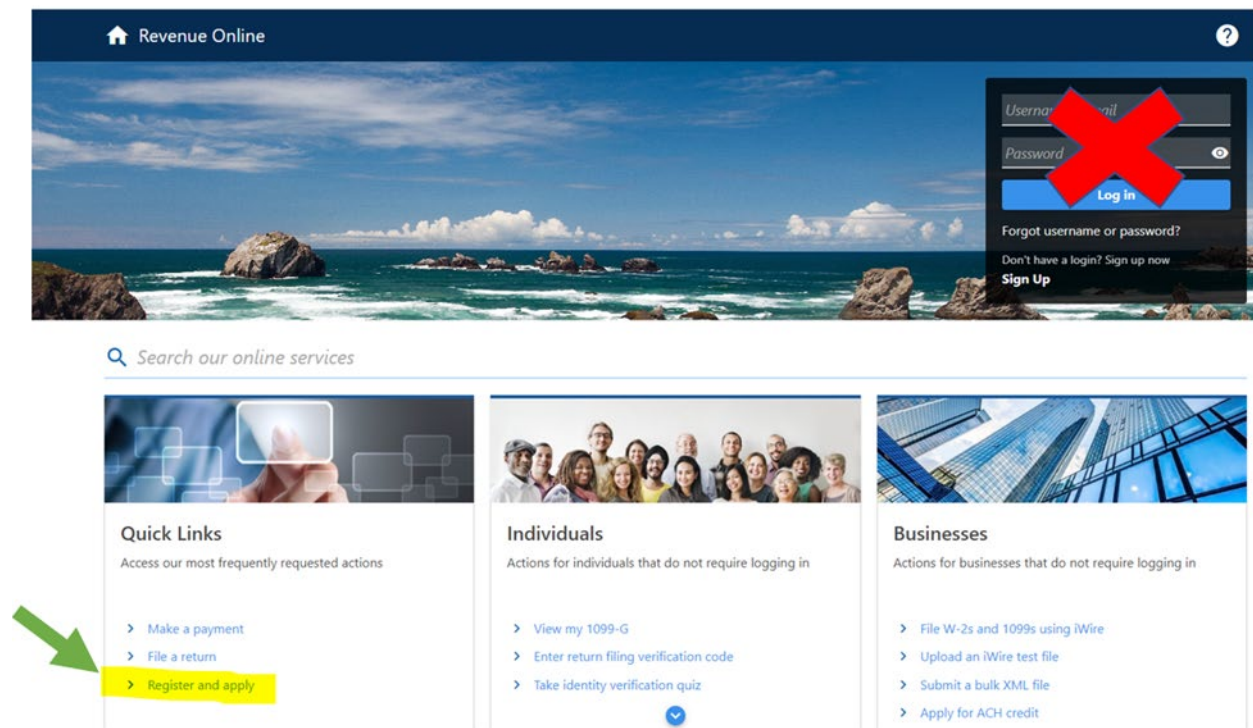 Revenue Online
Password
Log in
Forgot username or password?
Don't have a login? Sign up now
Sign Up
Search our online services
Quick Links
Access our most frequently requested actions
Make a payment
File a return
Register and apply
Individuals
Actions for individuals that do not require logging in
View my 1099-G
Enter return filing verification code
Take identity verification quiz
Businesses
Actions for businesses that do not require logging in
File W-2s and 1099s using iWire
Upload an iWire test file
Submit a bulk XML file
Apply for ACH credit